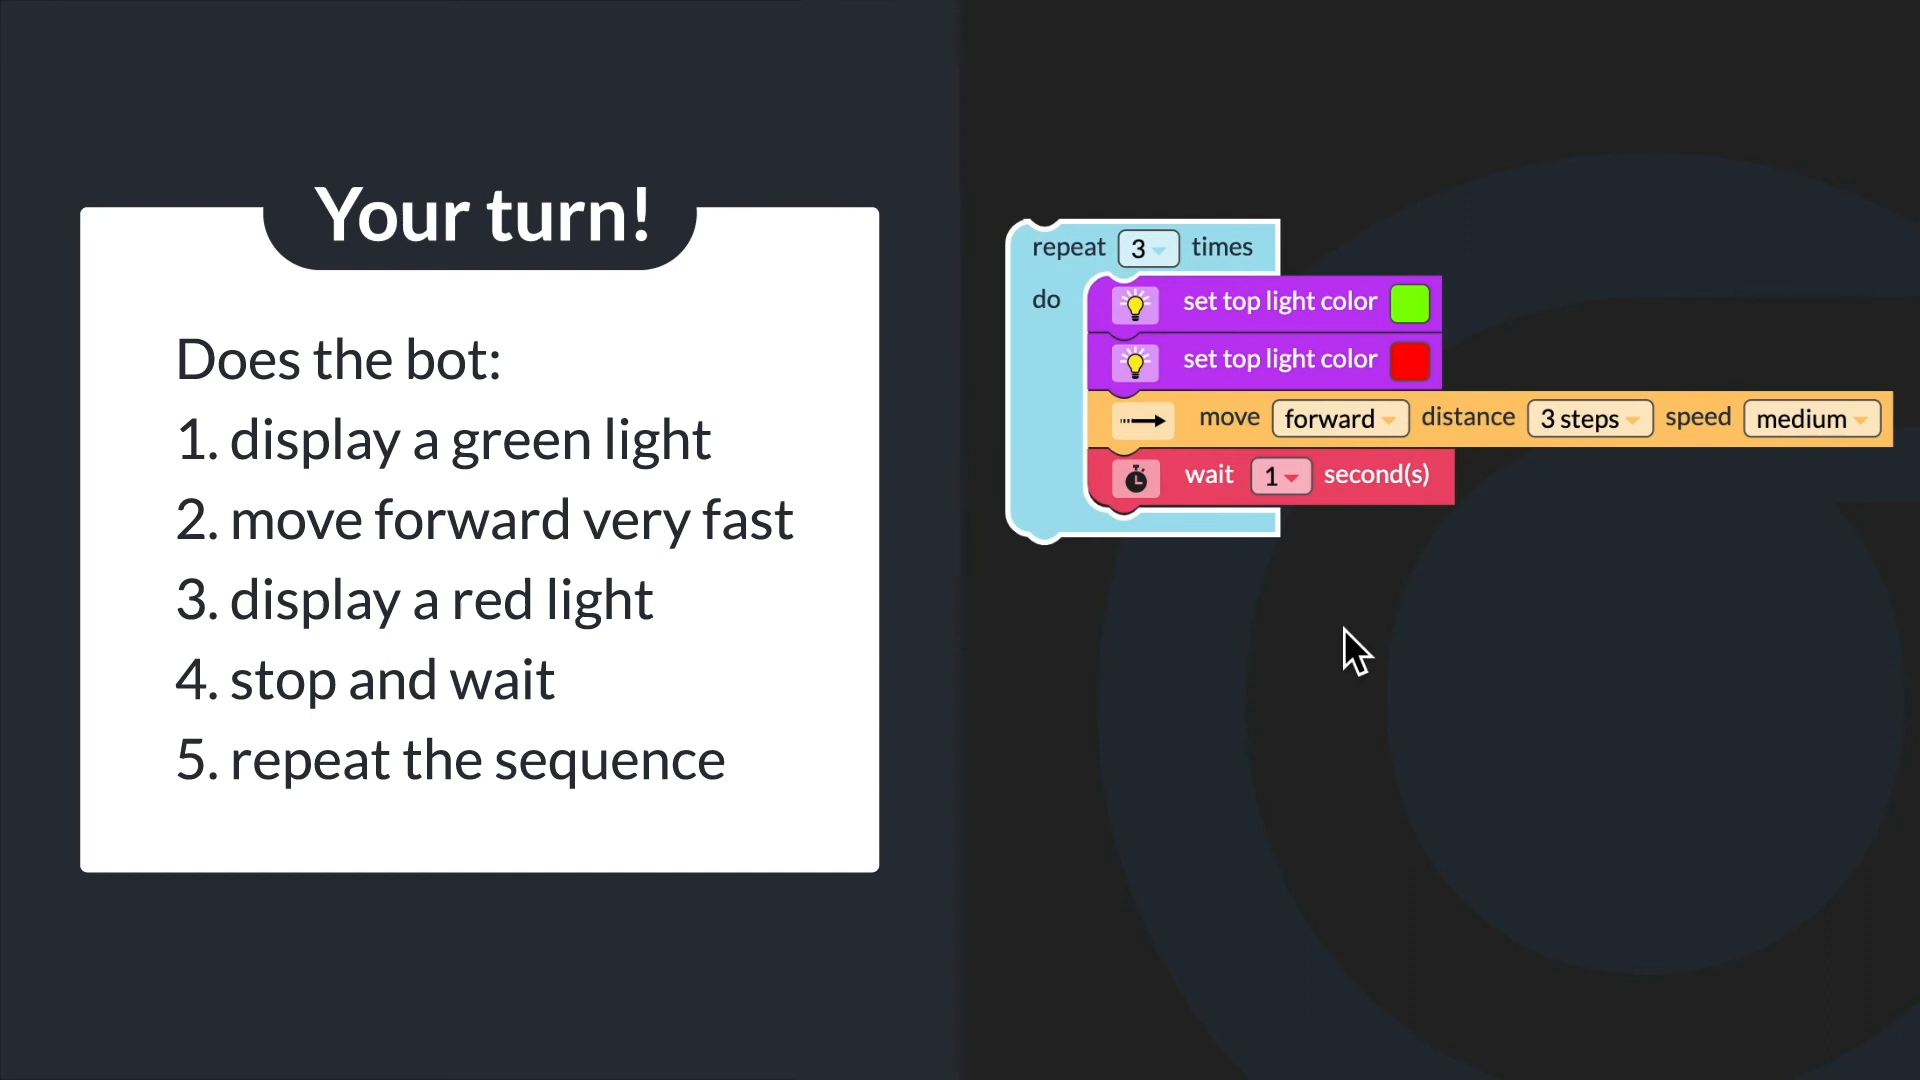 Your turn!
Does the bot:
1. display a green light
2. move forward very fast
3. display a red light
4. stop and wait
5. repeat the sequence
repeat 3 times
do
set top light color
set top light color
move forward distance 3 steps speed medium
wait 1 second(s)